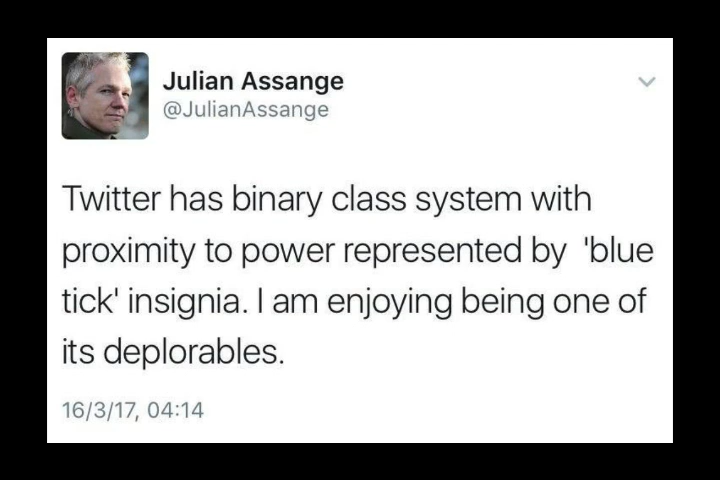 Julian Assange
@JulianAssange
Twitter has binary class system with
proximity to power represented by 'blue
tick' insignia. I am enjoying being one of
its deplorables.
16/3/17, 04:14